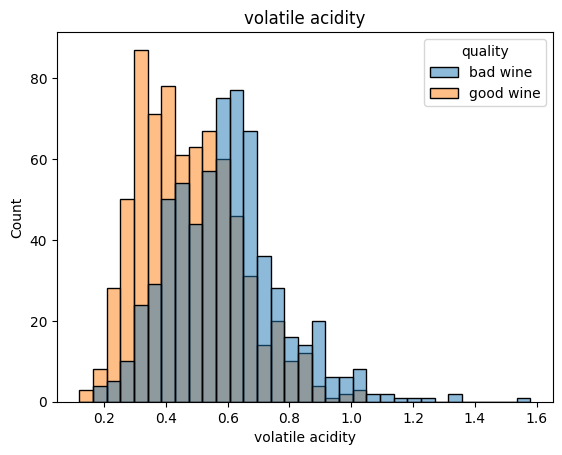 volatile acidity
quality
bad wine
good wine
80
60
40
20
0
Count
0.2 0.4 0.6 0.8 1.0 1.2 1.4 1.6
volatile acidity